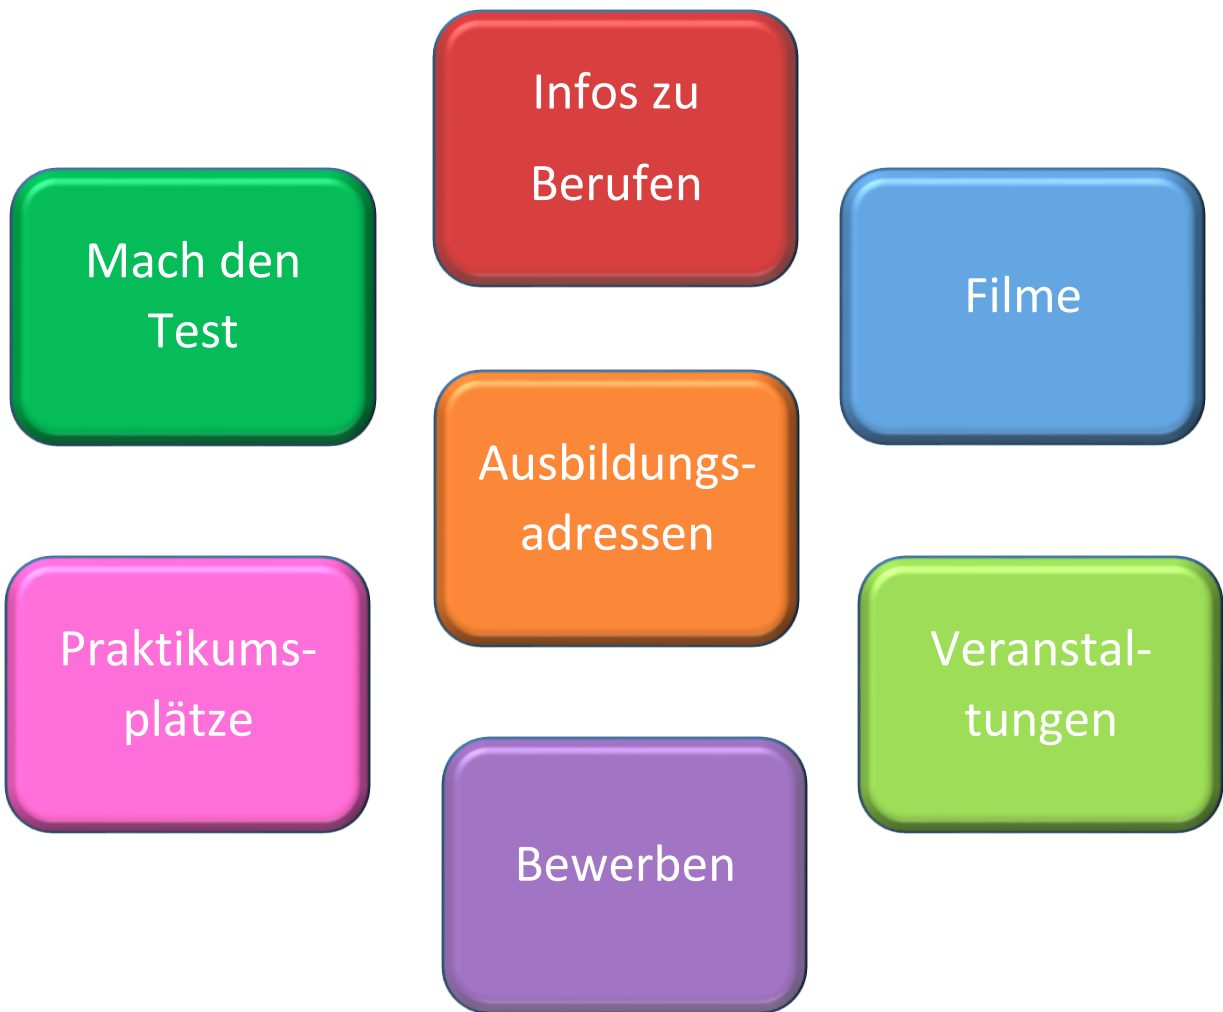 Infos zu
Berufen
Mach den
Test
Filme
Ausbildungs-
adressen
Praktikums-
plätze
Veranstal-
tungen
Bewerben